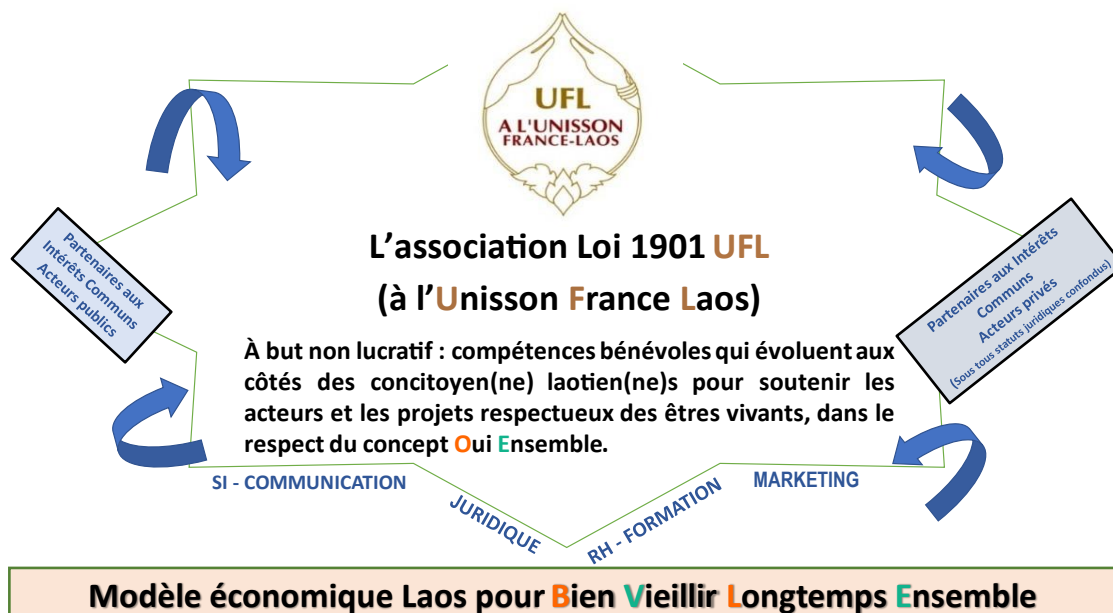 UFL
A L'UNISSON
FRANCE-LAOS
L'association Loi 1901 UFL
(à l'Unisson France Laos)
À but non lucratif : compétences bénévoles qui évoluent aux
côtés des concitoyen(ne) laotien(ne)s pour soutenir les
acteurs et les projets respectueux des êtres vivants, dans le
respect du concept Oui Ensemble.
Partenaires aux
Intérêts Communs
Acteurs publics
Partenaires aux Intérêts
Communs
Acteurs privés
(Sous tous statuts juridiques confondus)
SI - COMMUNICATION
JURIDIQUE
RH - FORMATION
MARKETING
Modèle économique Laos pour Bien Vieillir Longtemps Ensemble